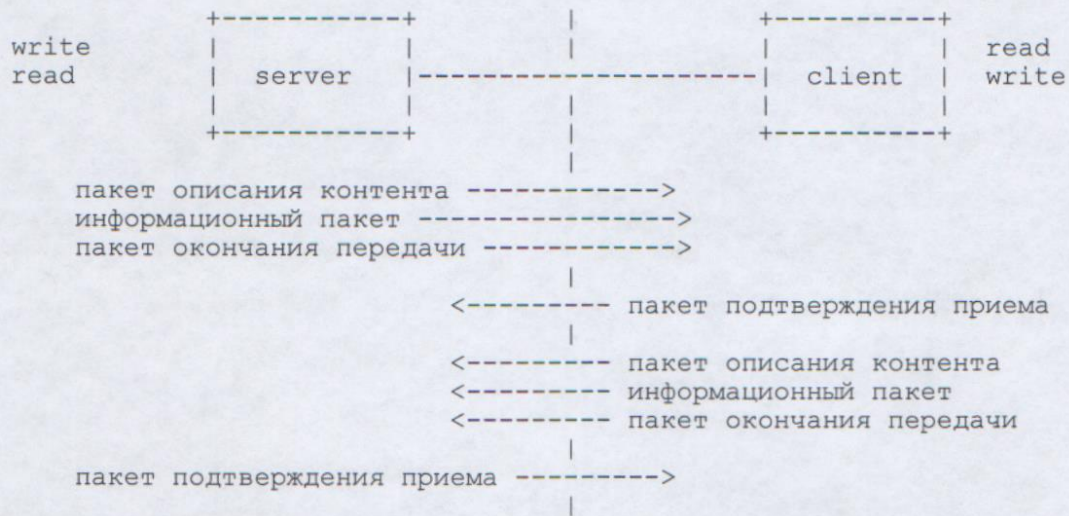 write server client read
read write
пакет описания контента
информационный пакет
пакет окончания передачи
пакет подтверждения приема
пакет описания контента
информационный пакет
пакет окончания передачи
пакет подтверждения приема